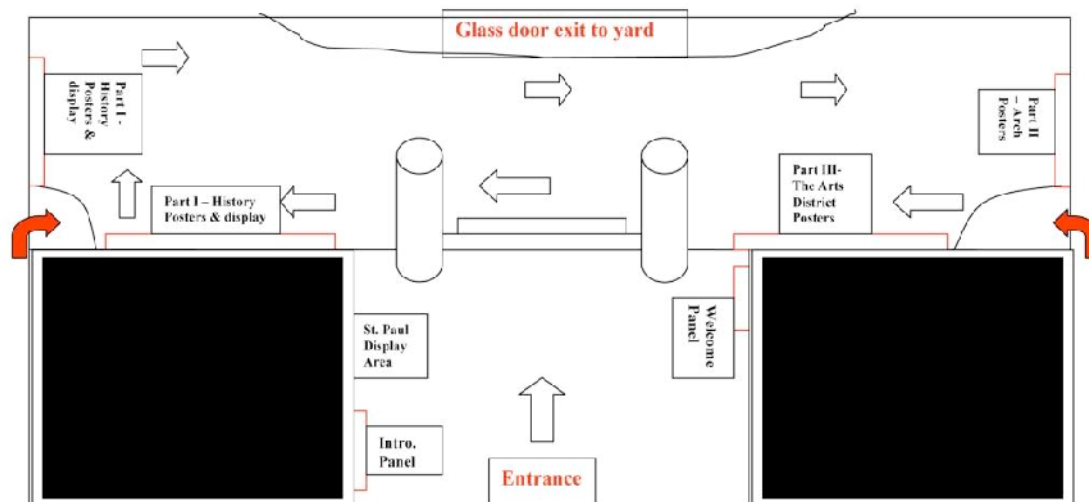 Glass door exit to yard
Part I -
History
Posters &
display
Part II
– Arch
Posters
Part I – History
Posters & display
Part III-
The Arts
District
Posters
St. Paul
Display
Area
Welcome
Panel
Intro.
Panel
Entrance